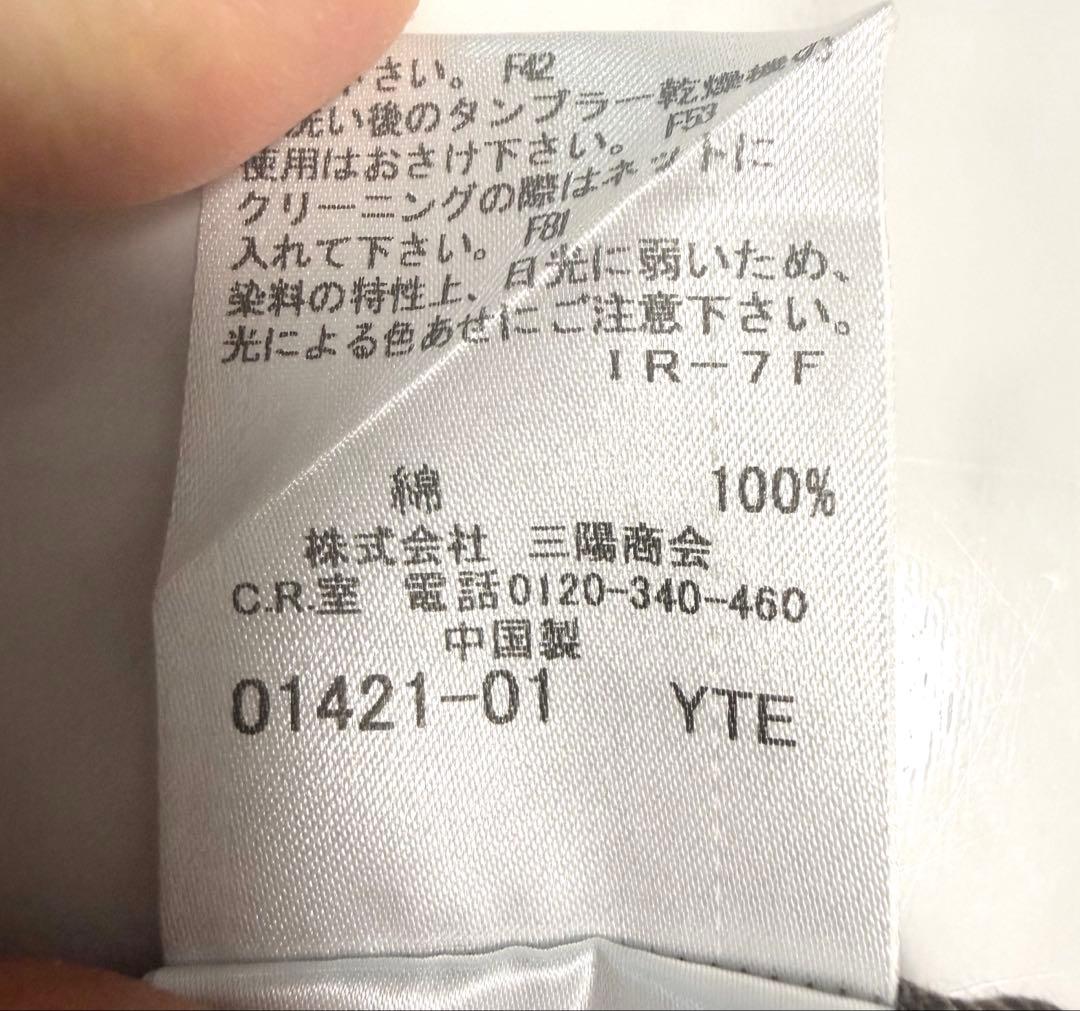 さい。 F42
洗い後のタンブラー乾燥機の
使用はおさけ下さい。 F53
クリーニングの際はネットに
入れて下さい。 F81
染料の特性上、日光に弱いため、
光による色あせにご注意下さい。
IR-7F
綿 100%
株式会社 三陽商会
C.R.室 電話0120-340-460
中国製
01421-01 YTE